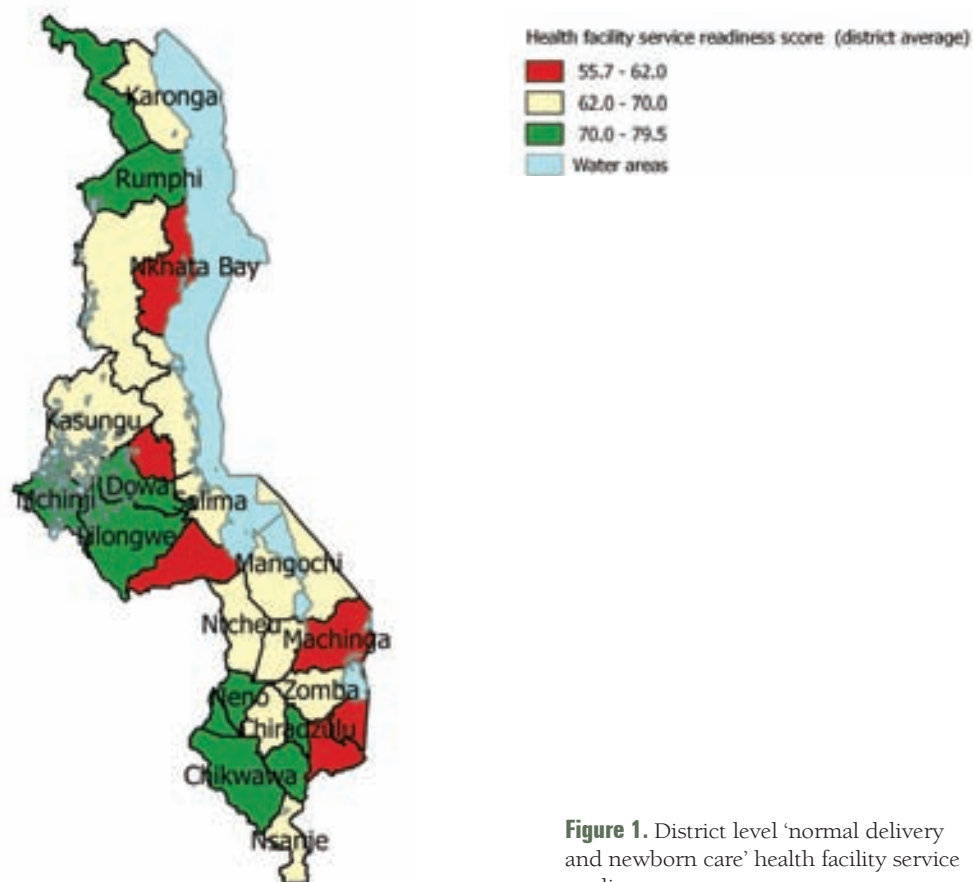 Health facility service readiness score (district average)
55.7 - 62.0
62.0 - 70.0
70.0 - 79.5
Water areas
Karonga
Rumphi
Nkhata Bay
Kasungu
Mchinji
Dowa
Salima
Lilongwe
Mangochi
Ntcheu
Machinga
Neno
Zomba
Chiradzulu
Chikwawa
Nsanje
Figure 1. District level ‘normal delivery
and newborn care’ health facility service